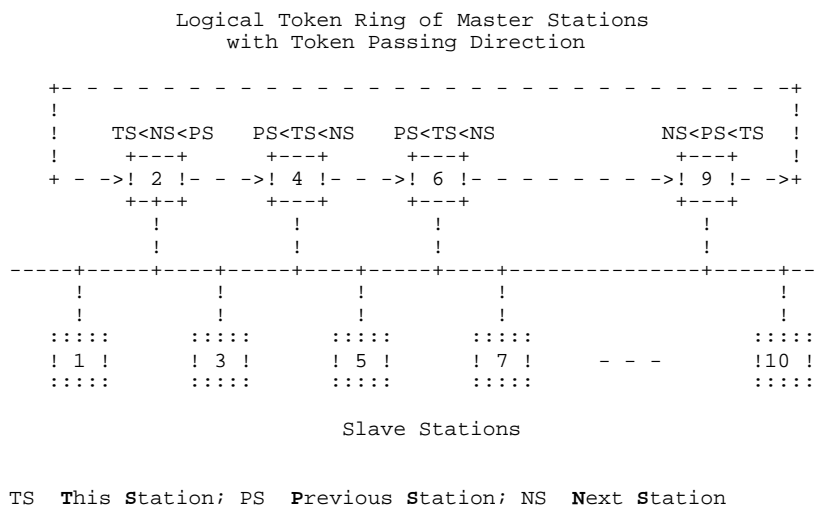 Logical Token Ring of Master Stations
with Token Passing Direction
TS<NS<PS PS<TS<NS PS<TS<NS NS<PS<TS
2 4 6 9
1 3 5 7 - - - 10
Slave Stations
TS This Station; PS Previous Station; NS Next Station